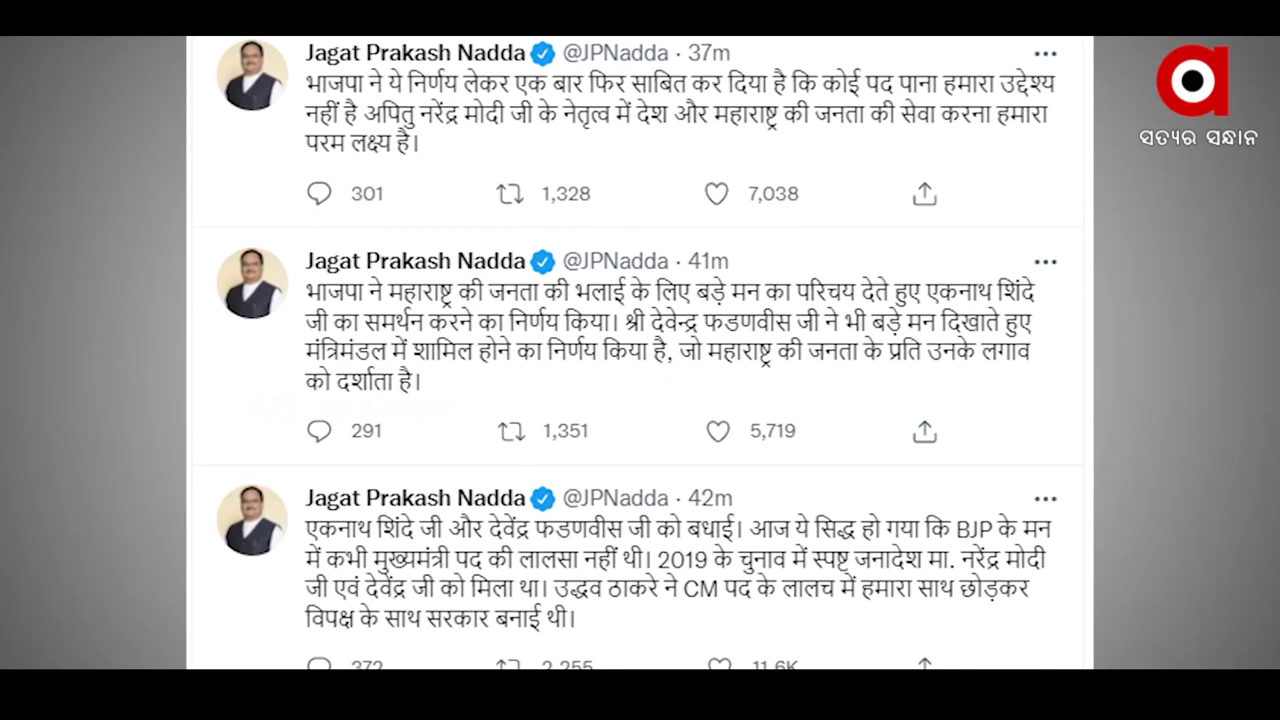 Jagat Prakash Nadda @JPNadda · 37m
भाजपा ने ये निर्णय लेकर एक बार फिर साबित कर दिया है कि कोई पद पाना हमारा उद्देश्य
नहीं है अपितु नरेंद्र मोदी जी के नेतृत्व में देश और महाराष्ट्र की जनता की सेवा करना हमारा
परम लक्ष्य है।
301 1,328 7,038
ସତ୍ୟର ସନ୍ଧାନ
Jagat Prakash Nadda @JPNadda · 41m
भाजपा ने महाराष्ट्र की जनता की भलाई के लिए बड़े मन का परिचय देते हुए एकनाथ शिंदे
जी का समर्थन करने का निर्णय किया। श्री देवेन्द्र फडणवीस जी ने भी बड़े मन दिखाते हुए
मंत्रिमंडल में शामिल होने का निर्णय किया है, जो महाराष्ट्र की जनता के प्रति उनके लगाव
को दर्शाता है।
291 1,351 5,719
Jagat Prakash Nadda @JPNadda · 42m
एकनाथ शिंदे जी और देवेंद्र फडणवीस जी को बधाई। आज ये सिद्ध हो गया कि BJP के मन
में कभी मुख्यमंत्री पद की लालसा नहीं थी। 2019 के चुनाव में स्पष्ट जनादेश मा. नरेंद्र मोदी
जी एवं देवेंद्र जी को मिला था। उद्धव ठाकरे ने CM पद के लालच में हमारा साथ छोड़कर
विपक्ष के साथ सरकार बनाई थी।
372 2,255 11.6K